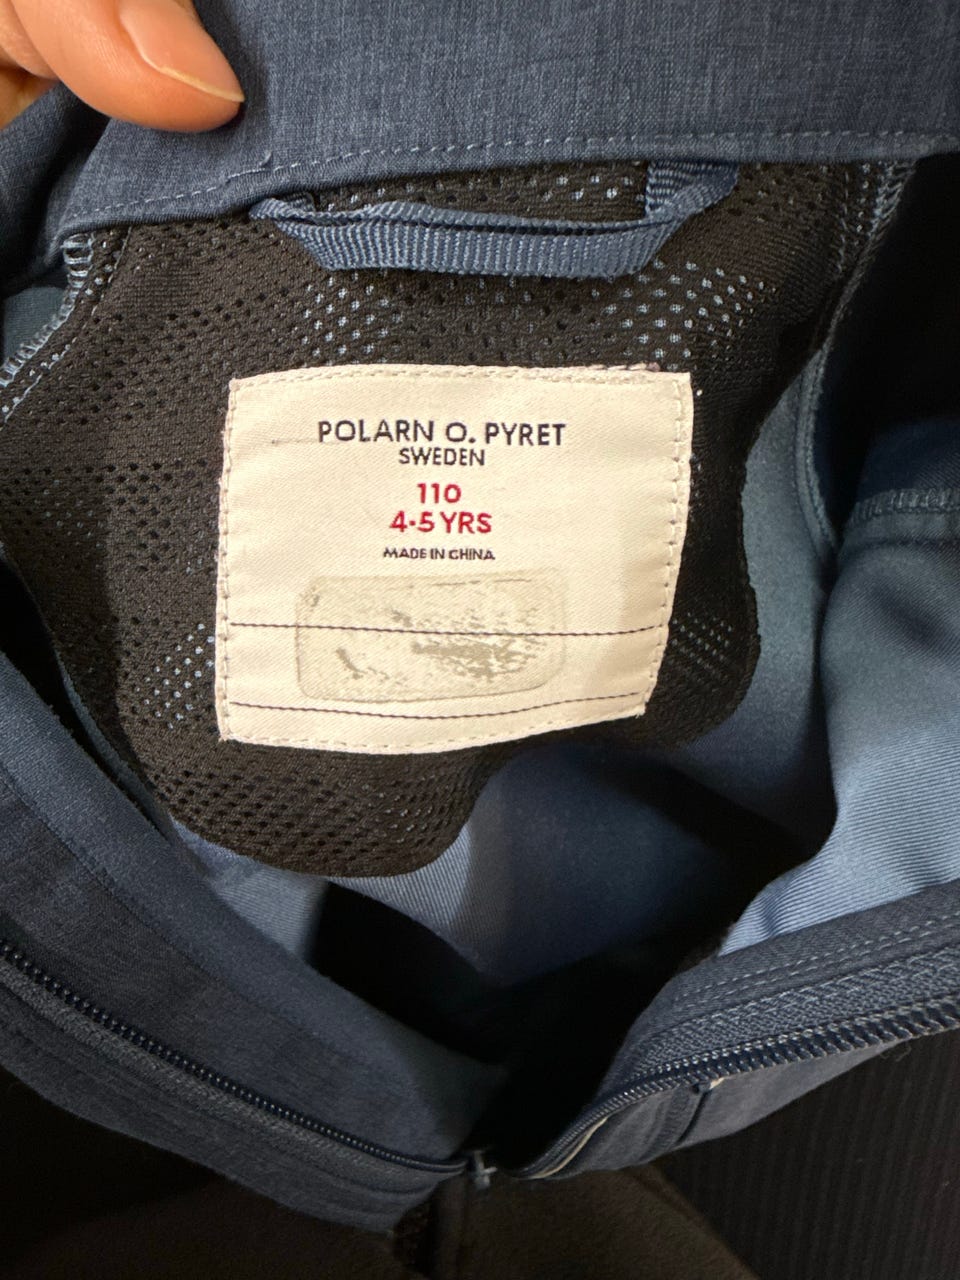 POLARN O. PYRET
SWEDEN
110
4-5 YRS
MADE IN CHINA